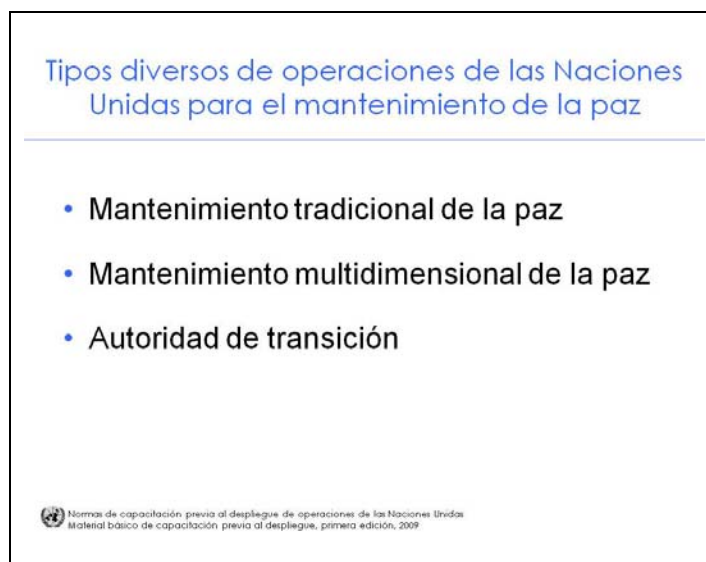 Tipos diversos de operaciones de las Naciones
Unidas para el mantenimiento de la paz
• Mantenimiento tradicional de la paz
• Mantenimiento multidimensional de la paz
• Autoridad de transición
Normas de capacitación previa al despliegue de operaciones de las Naciones Unidas
Material básico de capacitación previa al despliegue, primera edición, 2009